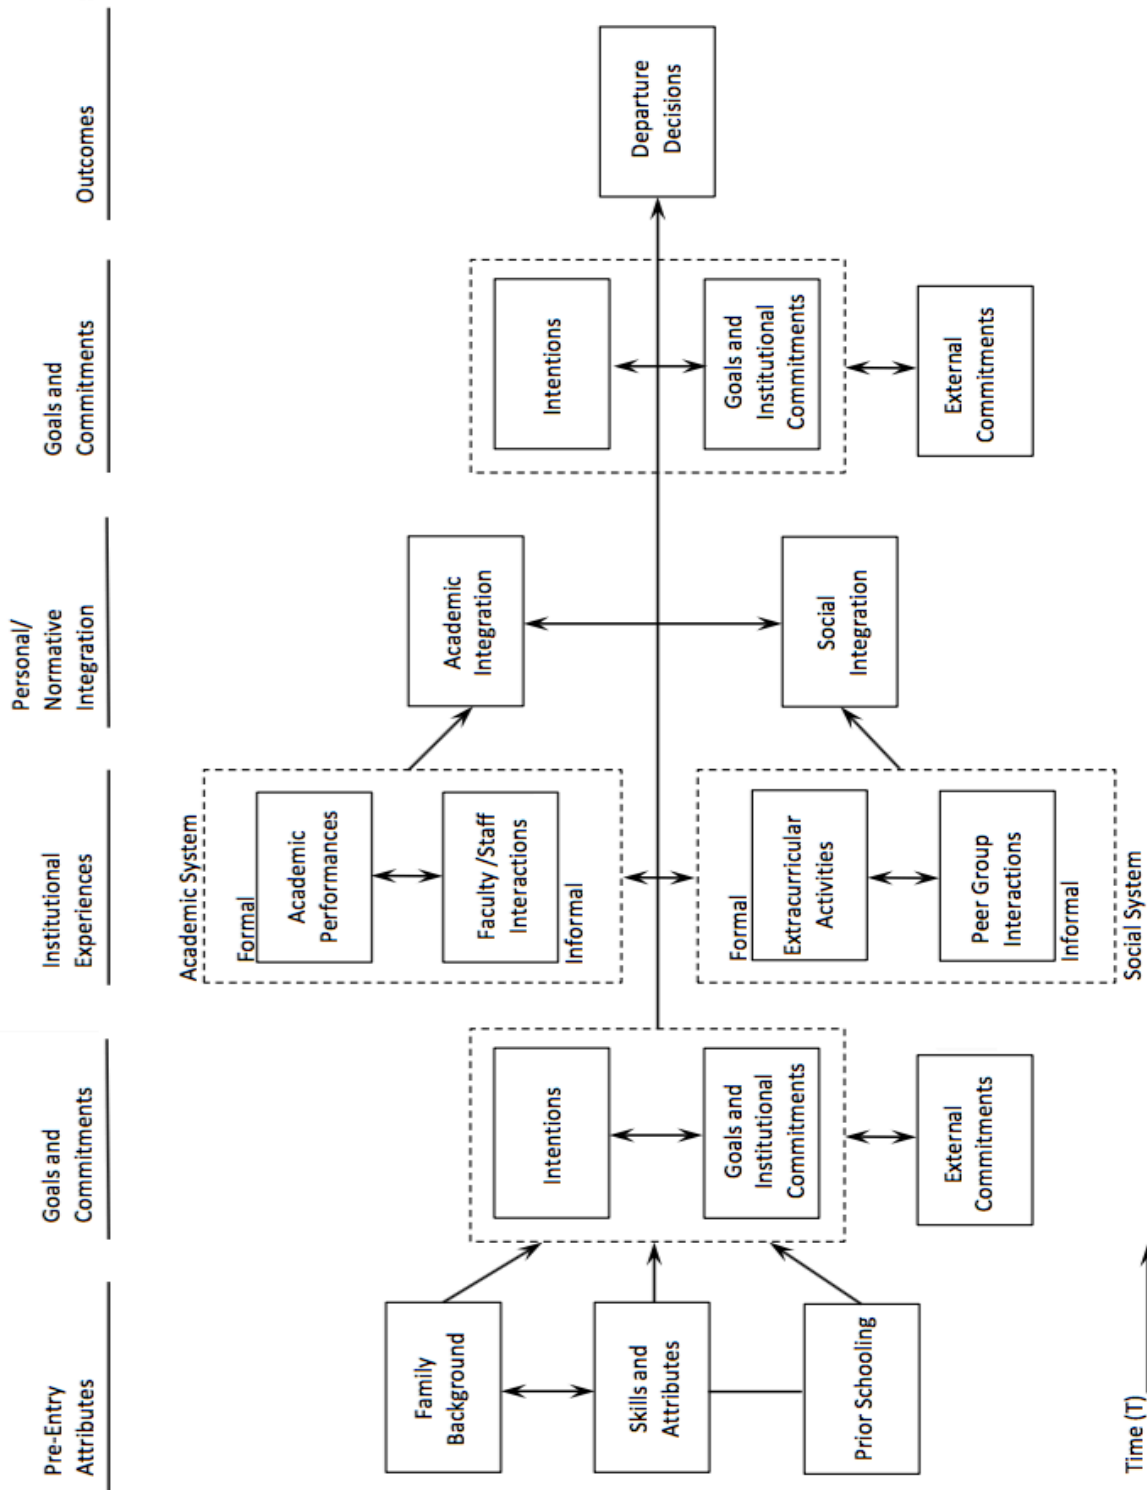 Pre-Entry
Attributes
Goals and
Commitments
Institutional
Experiences
Personal/
Normative
Integration
Goals and
Commitments
Outcomes
Family
Background
Skills and
Attributes
Prior Schooling
Intentions
Goals and
Institutional
Commitments
External
Commitments
Academic System
Formal
Academic
Performances
Faculty /Staff
Interactions
Informal
Formal
Extracurricular
Activities
Peer Group
Interactions
Informal
Social System
Academic
Integration
Social
Integration
Intentions
Goals and
Institutional
Commitments
External
Commitments
Departure
Decisions
Time (T)